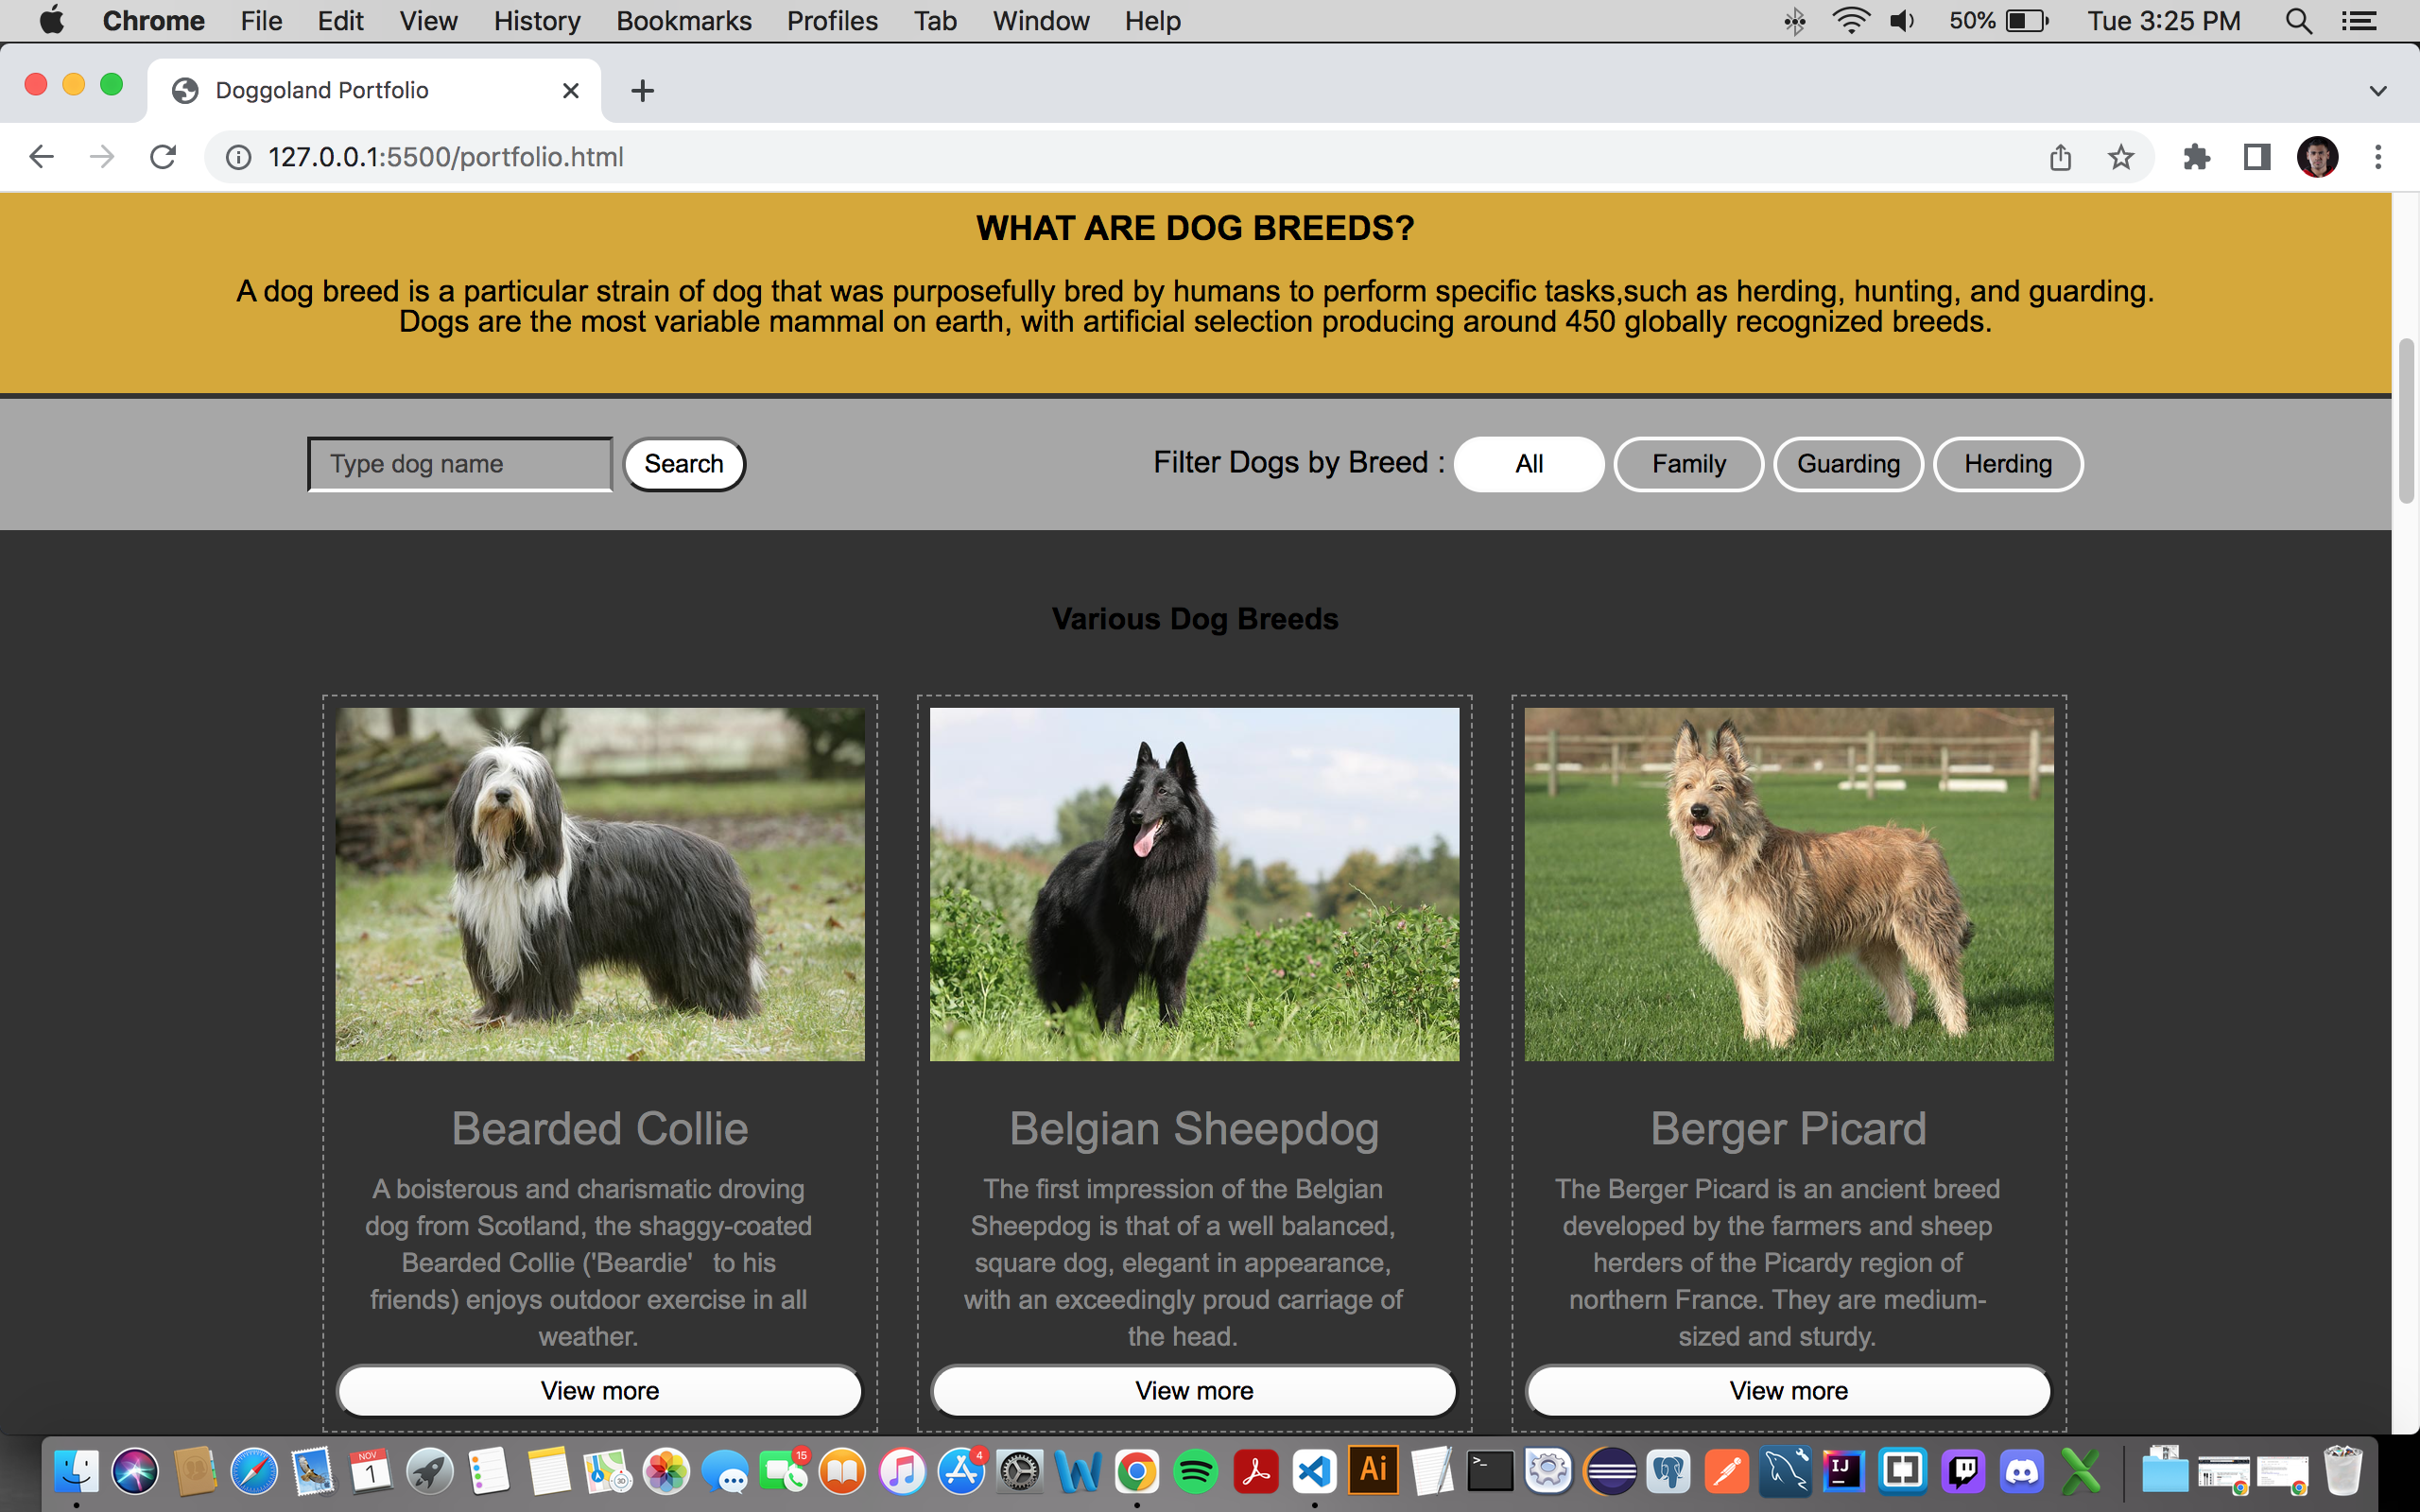 Chrome File Edit View History Bookmarks Profiles Tab Window Help 50% Tue 3:25 PM
Doggoland Portfolio
127.0.0.1:5500/portfolio.html
WHAT ARE DOG BREEDS?
A dog breed is a particular strain of dog that was purposefully bred by humans to perform specific tasks,such as herding, hunting, and guarding.
Dogs are the most variable mammal on earth, with artificial selection producing around 450 globally recognized breeds.
Type dog name Search Filter Dogs by Breed : All Family Guarding Herding
Various Dog Breeds
Bearded Collie
A boisterous and charismatic droving
dog from Scotland, the shaggy-coated
Bearded Collie ('Beardie' to his
friends) enjoys outdoor exercise in all
weather.
View more
Belgian Sheepdog
The first impression of the Belgian
Sheepdog is that of a well balanced,
square dog, elegant in appearance,
with an exceedingly proud carriage of
the head.
View more
Berger Picard
The Berger Picard is an ancient breed
developed by the farmers and sheep
herders of the Picardy region of
northern France. They are medium-
sized and sturdy.
View more
NOV
1
3D
15
4
>_
Ai
IJ